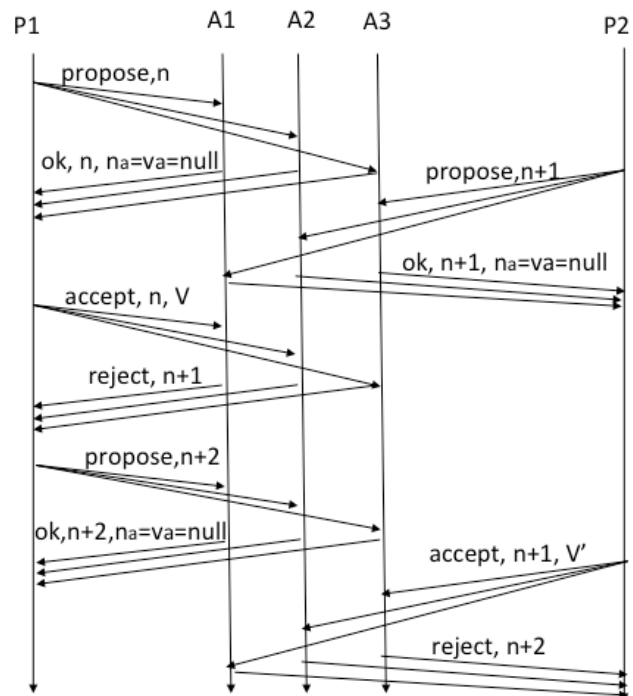 P1 A1 A2 A3 P2
propose,n
ok, n, na=va=null
propose,n+1
ok, n+1, na=va=null
accept, n, V
reject, n+1
propose,n+2
ok,n+2,na=va=null
accept, n+1, V’
reject, n+2